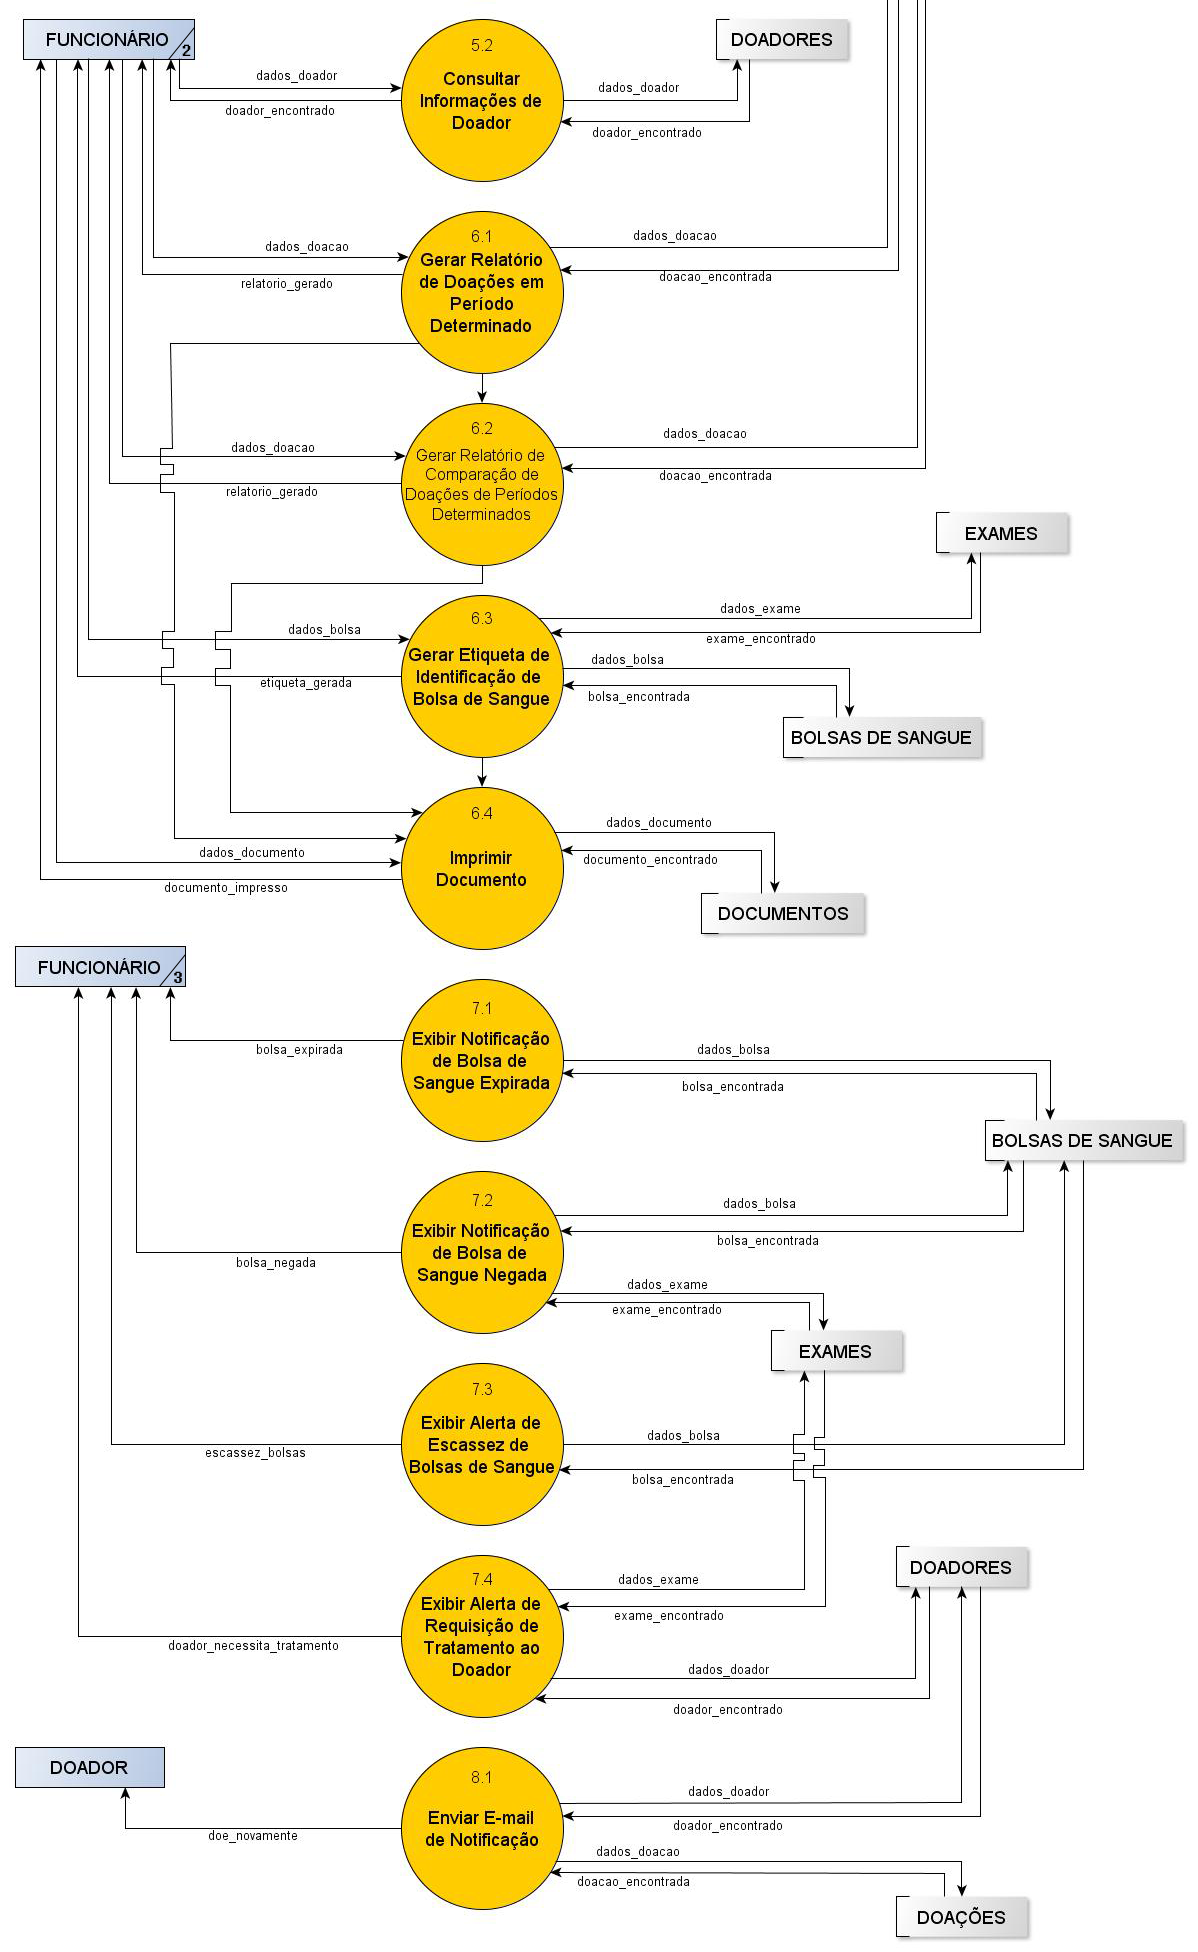 FUNCIONÁRIO
2
5.2
Consultar
Informações de
Doador
DOADORES
dados_doador
doador_encontrado
dados_doador
doador_encontrado
6.1
Gerar Relatório
de Doações em
Período
Determinado
dados_doacao
relatorio_gerado
dados_doacao
doacao_encontrada
6.2
Gerar Relatório de
Comparação de
Doações de Períodos
Determinados
dados_doacao
relatorio_gerado
dados_doacao
doacao_encontrada
EXAMES
6.3
Gerar Etiqueta de
Identificação de
Bolsa de Sangue
dados_bolsa
etiqueta_gerada
dados_exame
exame_encontrado
dados_bolsa
bolsa_encontrada
BOLSAS DE SANGUE
6.4
Imprimir
Documento
dados_documento
documento_impresso
dados_documento
documento_encontrado
DOCUMENTOS
FUNCIONÁRIO
3
7.1
Exibir Notificação
de Bolsa de
Sangue Expirada
bolsa_expirada
dados_bolsa
bolsa_encontrada
BOLSAS DE SANGUE
7.2
Exibir Notificação
de Bolsa de
Sangue Negada
bolsa_negada
dados_bolsa
bolsa_encontrada
dados_exame
exame_encontrado
EXAMES
7.3
Exibir Alerta de
Escassez de
Bolsas de Sangue
escassez_bolsas
dados_bolsa
bolsa_encontrada
7.4
Exibir Alerta de
Requisição de
Tratamento ao
Doador
doador_necessita_tratamento
dados_exame
exame_encontrado
DOADORES
dados_doador
doador_encontrado
DOADOR
8.1
Enviar E-mail
de Notificação
doe_novamente
dados_doador
doador_encontrado
dados_doacao
doacao_encontrada
DOAÇÕES